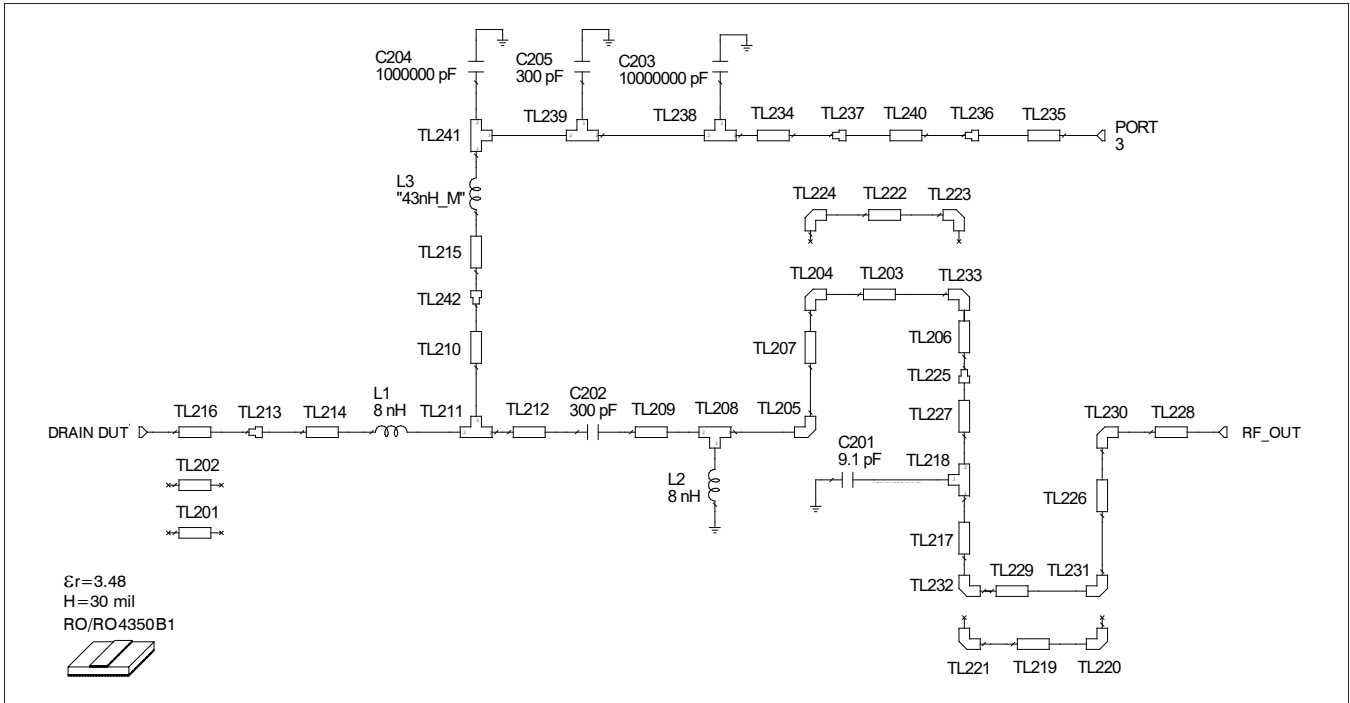 C204
1000000 pF
C205
300 pF
C203
10000000 pF
TL241
TL239
TL238
TL234
TL237
TL240
TL236
TL235
PORT
3
L3
"43nH_M"
TL224
TL222
TL223
TL215
TL242
TL204
TL203
TL233
TL210
TL207
TL206
TL225
L1
8 nH
DRAIN DUT
TL216
TL213
TL214
TL211
TL212
C202
300 pF
TL209
TL208
TL205
TL227
TL230
TL228
RF_OUT
TL202
TL201
L2
8 nH
C201
9.1 pF
TL218
TL226
TL217
TL232
TL229
TL231
TL221
TL219
TL220
εr=3.48
H=30 mil
RO/RO4350B1